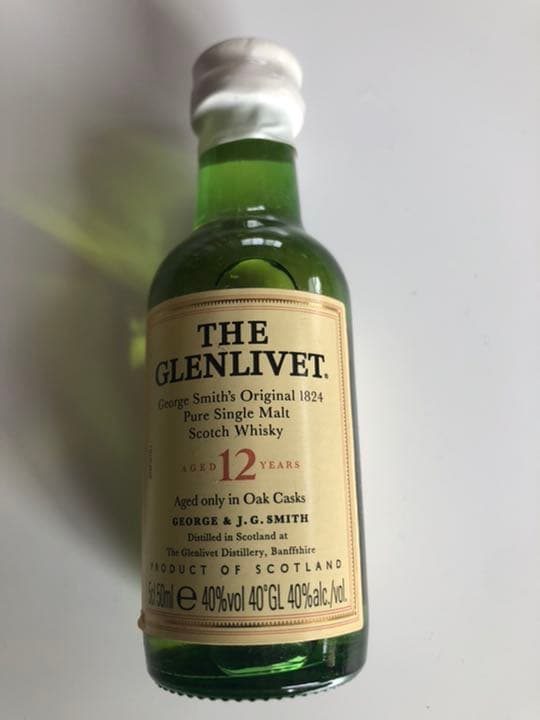 THE
GLENLIVET.
George Smith's Original 1824
Pure Single Malt
Scotch Whisky
AGED 12 YEARS
Aged only in Oak Casks
GEORGE & J.G. SMITH
Distilled in Scotland at
The Glenlivet Distillery, Banffshire
PRODUCT OF SCOTLAND
5cl 50ml e 40%vol 40°GL 40%alc./vol.